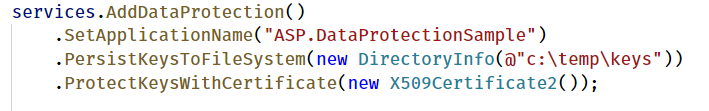 services.AddDataProtection()
    .SetApplicationName("ASP.DataProtectionSample")
    .PersistKeysToFileSystem(new DirectoryInfo(@"c:\temp\keys"))
    .ProtectKeysWithCertificate(new X509Certificate2());